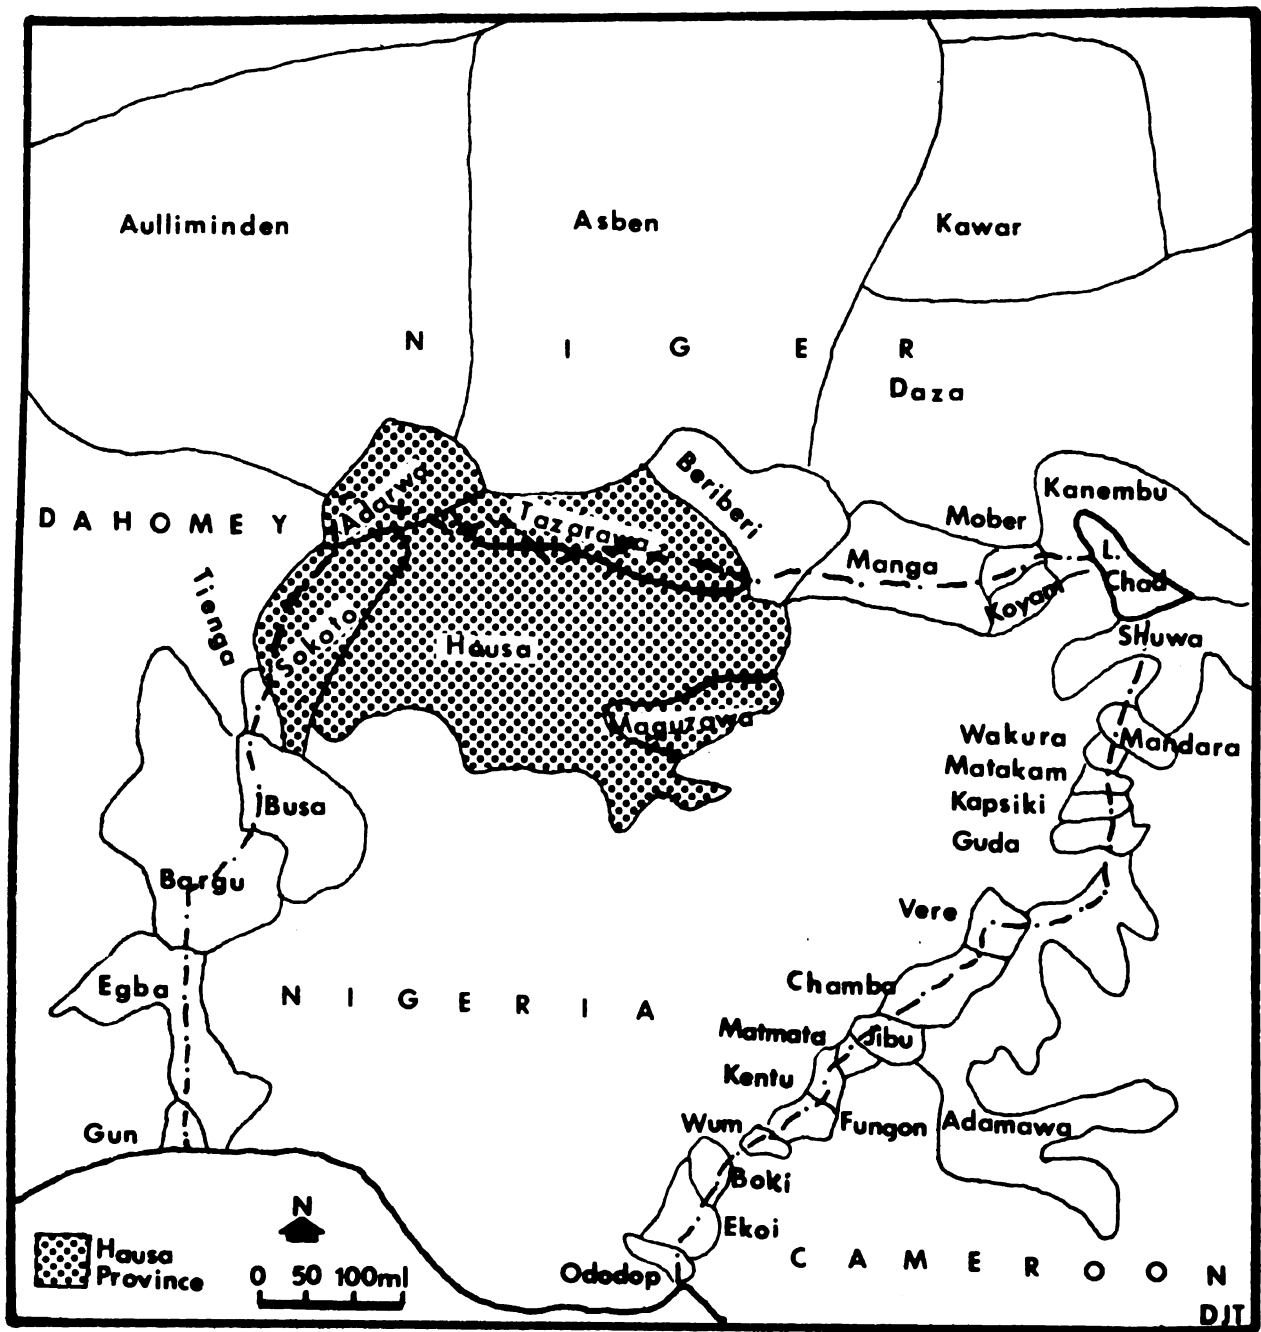 Aulliminden
Asben
Kawar
N I G E R
Daza
Beriberi
Kanembu
Adarwa
Tazarawa
Mober
DAHOMEY
L.
Chad
Manga
Koyam
Tienga
Sokoto
Hausa
Shuwa
Maguzawa
Wakura
Mandara
Matakam
Busa
Kapsiki
Guda
Bargu
Vere
Egba
Chamba
N I G E R I A
Matmata
Jibu
Kentu
Wum
Fungon
Adamawa
Gun
Boki
N
Ekoi
Hausa
Province
0 50 100ml
Ododop
C A M E R O O N
DJT